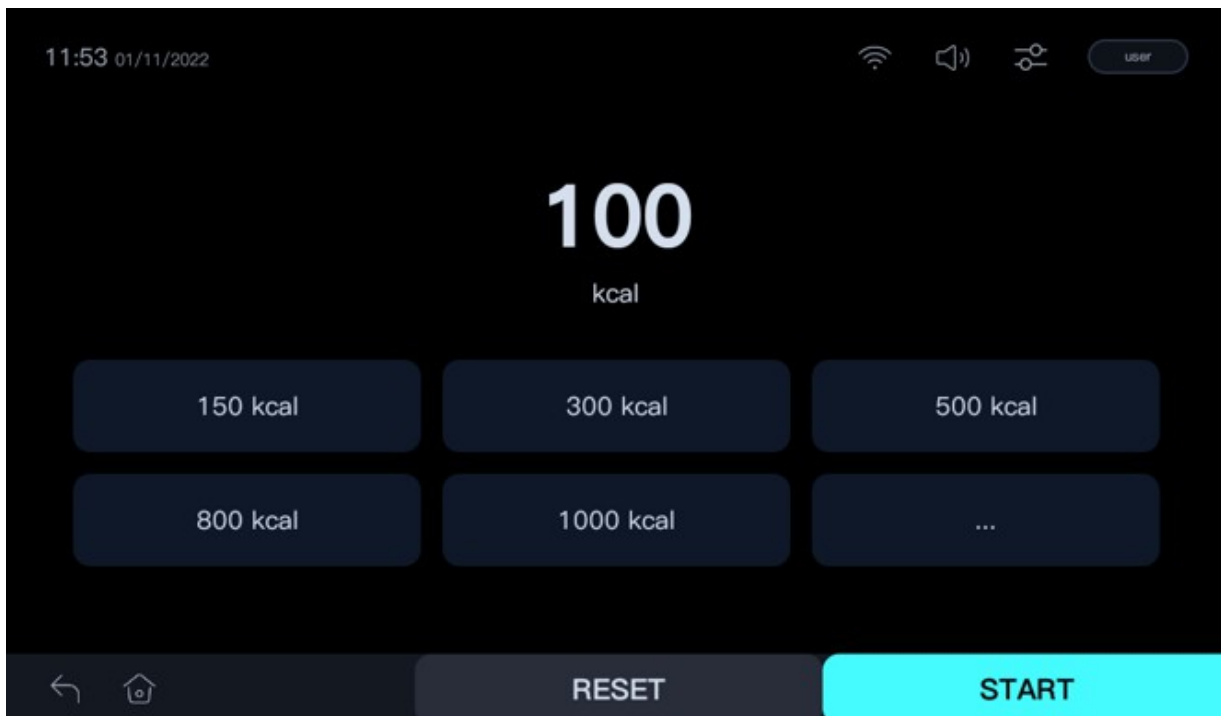 11:53 01/11/2022 user
100
kcal
150 kcal 300 kcal 500 kcal
800 kcal 1000 kcal ...
RESET START